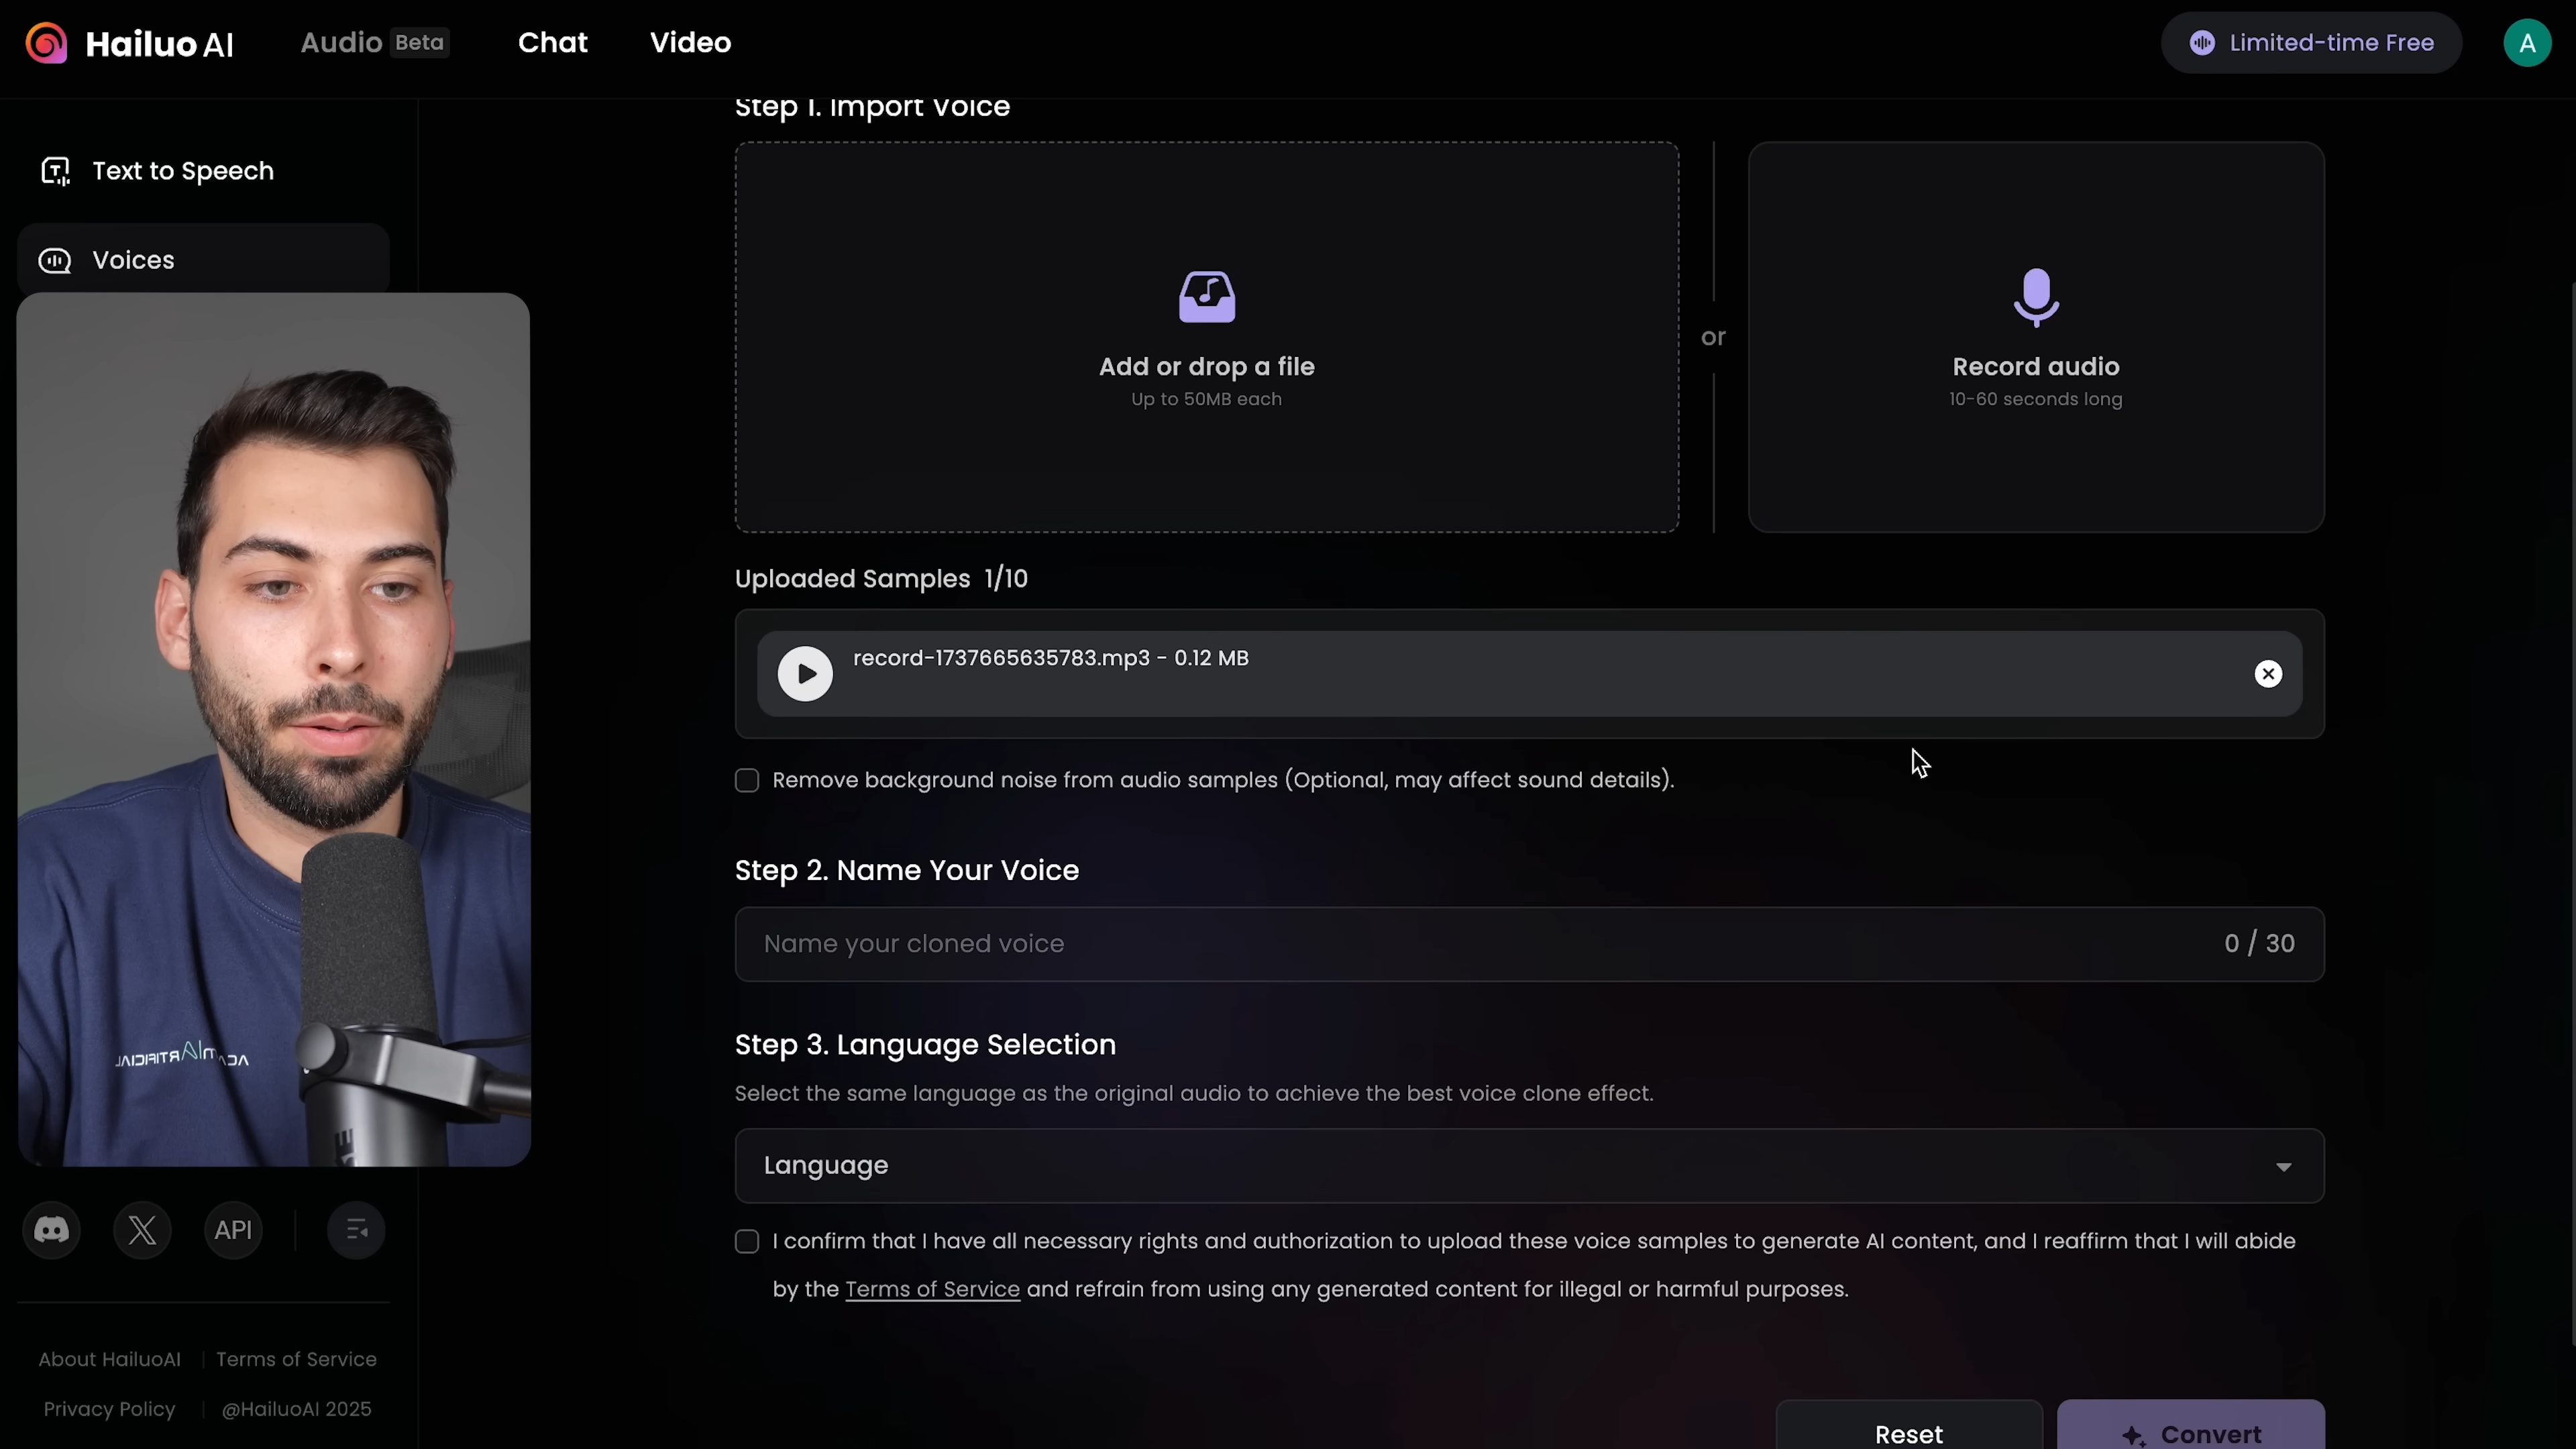 Hailuo AI
Audio Beta
Chat
Video
Limited-time Free
A
Text to Speech
Voices
Step 1. Import Voice
Add or drop a file
Up to 50MB each
or
Record audio
10-60 seconds long
Uploaded Samples 1/10
record-1737665635783.mp3 - 0.12 MB
Remove background noise from audio samples (Optional, may affect sound details).
Step 2. Name Your Voice
Name your cloned voice
0 / 30
Step 3. Language Selection
Select the same language as the original audio to achieve the best voice clone effect.
Language
I confirm that I have all necessary rights and authorization to upload these voice samples to generate AI content, and I reaffirm that I will abide
by the Terms of Service and refrain from using any generated content for illegal or harmful purposes.
API
About HailuoAI
Terms of Service
Privacy Policy
@HailuoAI 2025
Reset
Convert